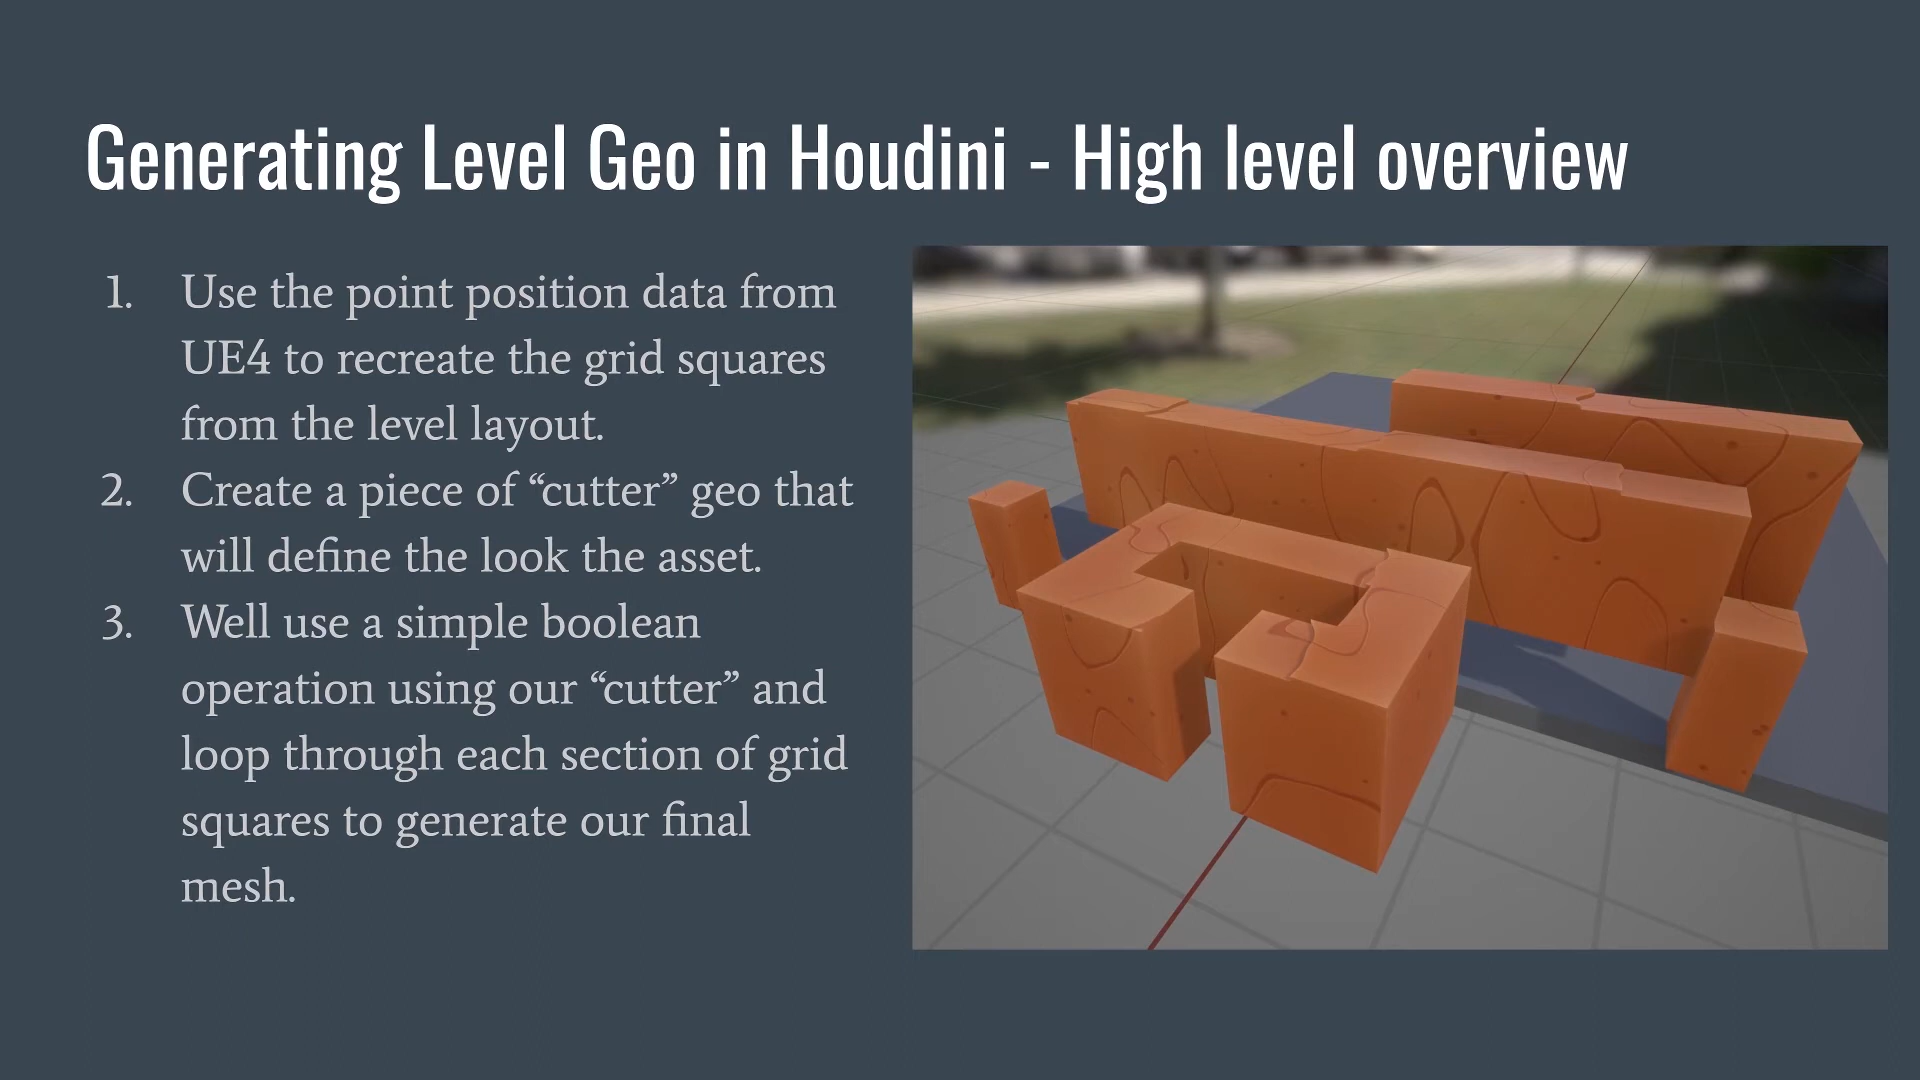 Generating Level Geo in Houdini - High level overview
1. Use the point position data from
UE4 to recreate the grid squares
from the level layout.
2. Create a piece of “cutter” geo that
will define the look the asset.
3. Well use a simple boolean
operation using our “cutter” and
loop through each section of grid
squares to generate our final
mesh.